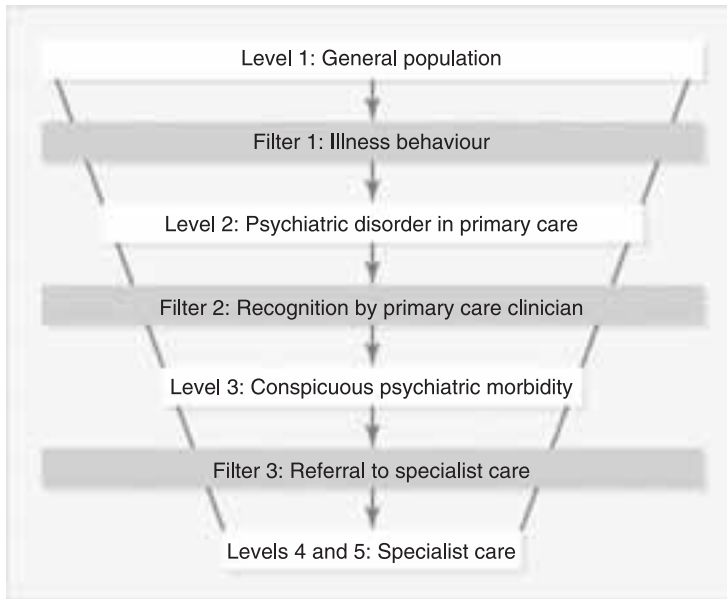 Level 1: General population
Filter 1: Illness behaviour
Level 2: Psychiatric disorder in primary care
Filter 2: Recognition by primary care clinician
Level 3: Conspicuous psychiatric morbidity
Filter 3: Referral to specialist care
Levels 4 and 5: Specialist care